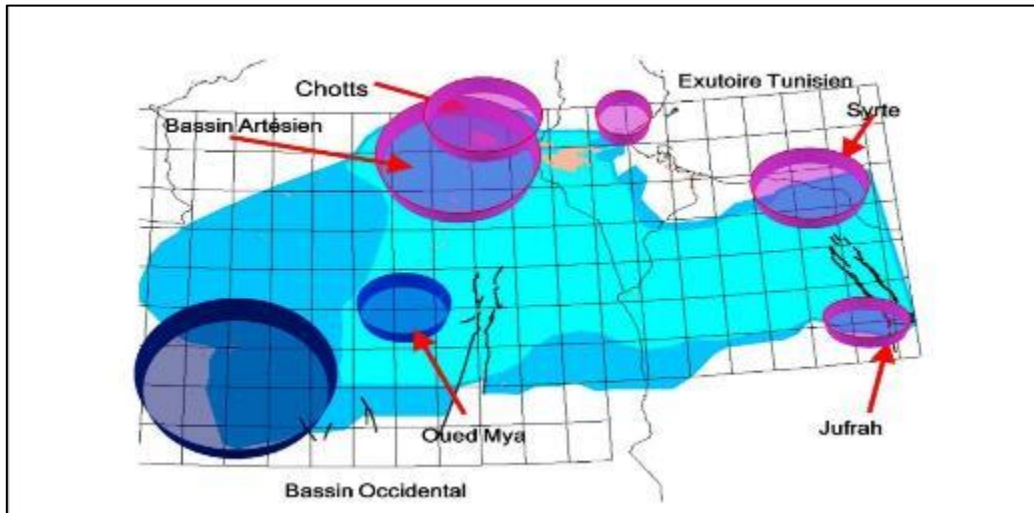 Exutoire Tunisien
Chotts
Syrte
Bassin Artésien
Oued Mya
Jufrah
Bassin Occidental